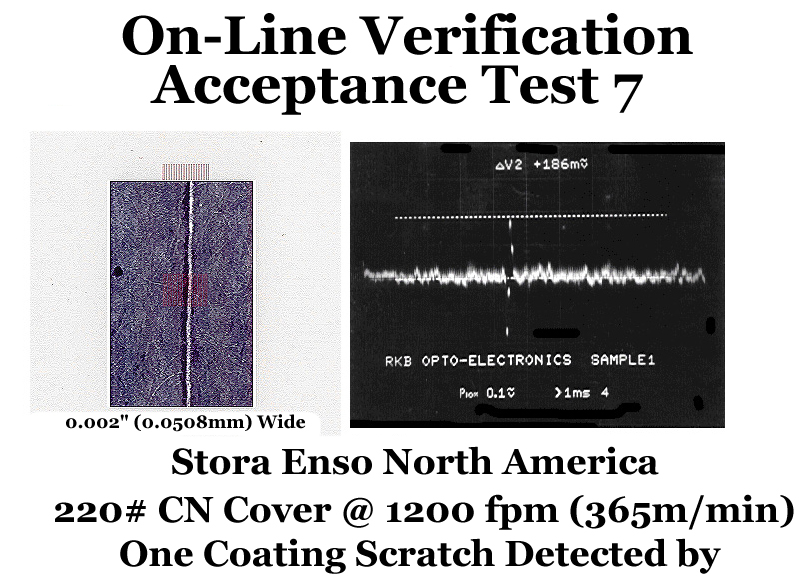 On-Line Verification
Acceptance Test 7
ΔV2 +186mV
RKB OPTO-ELECTRONICS SAMPLE1
0.1V >1ms 4
0.002" (0.0508mm) Wide
Stora Enso North America
220# CN Cover @ 1200 fpm (365m/min)
One Coating Scratch Detected by